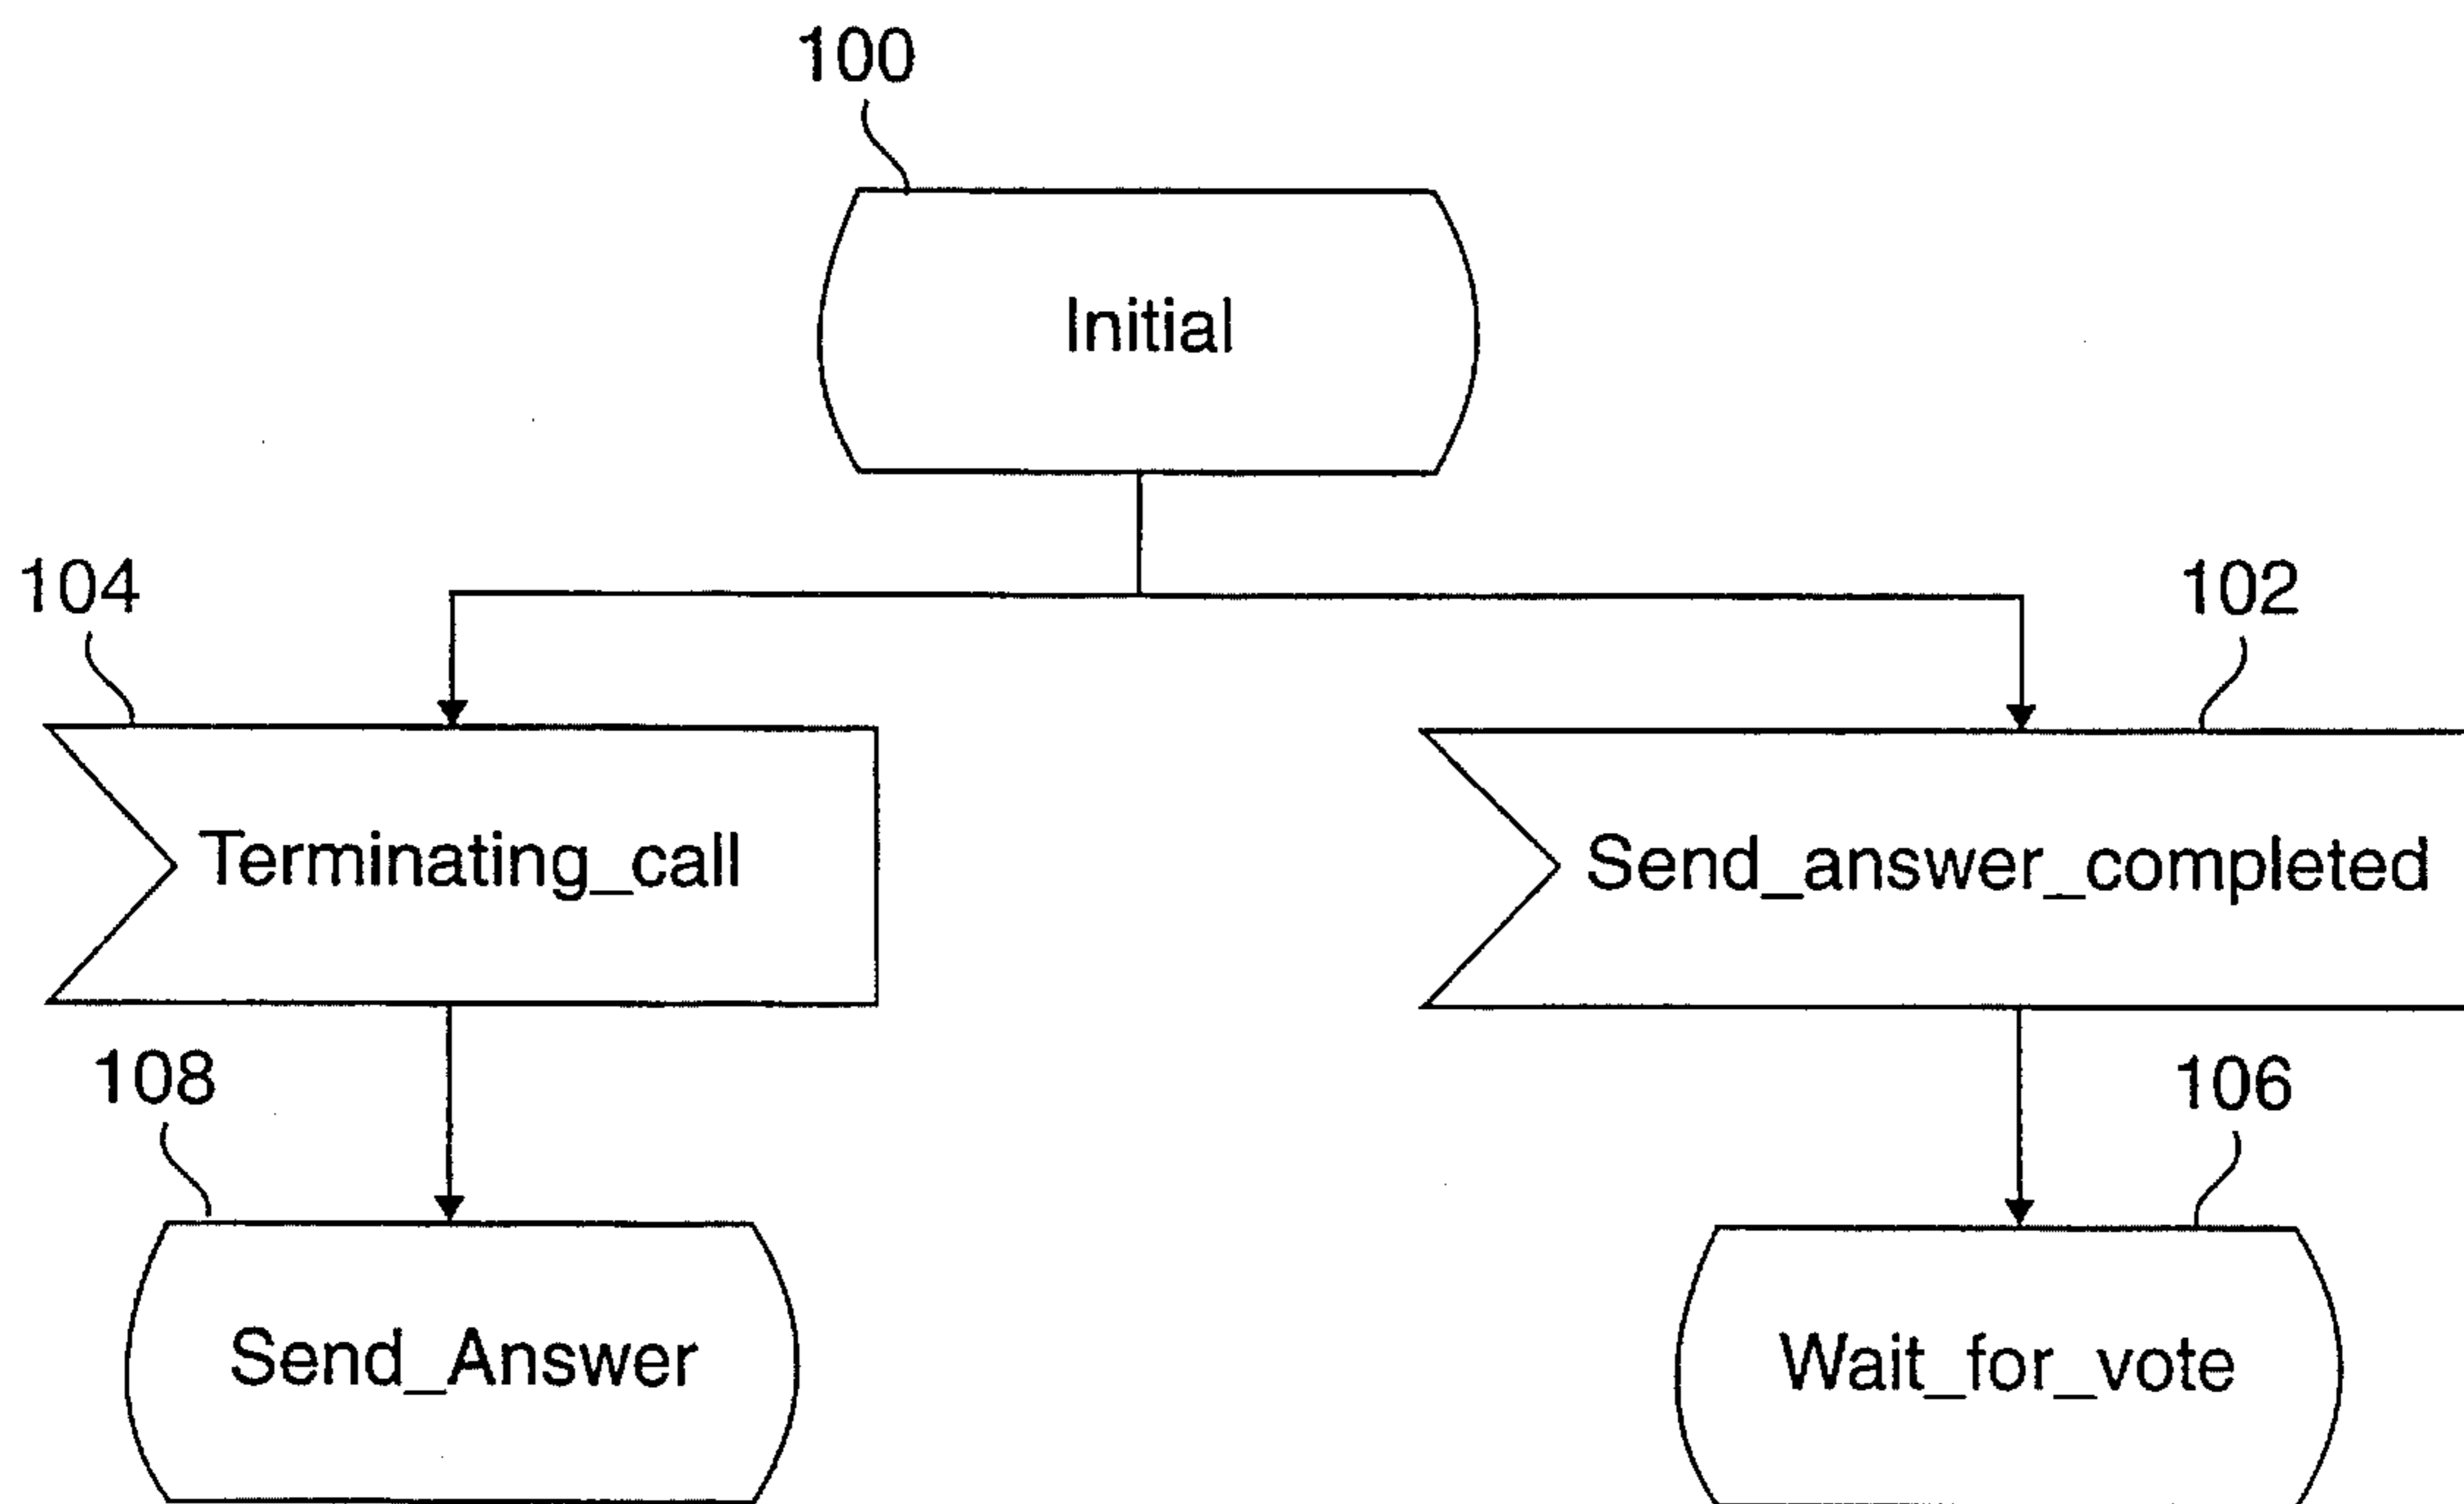 100
Initial
104
102
Terminating_call
Send_answer_completed
108
106
Send_Answer
Wait_for_vote